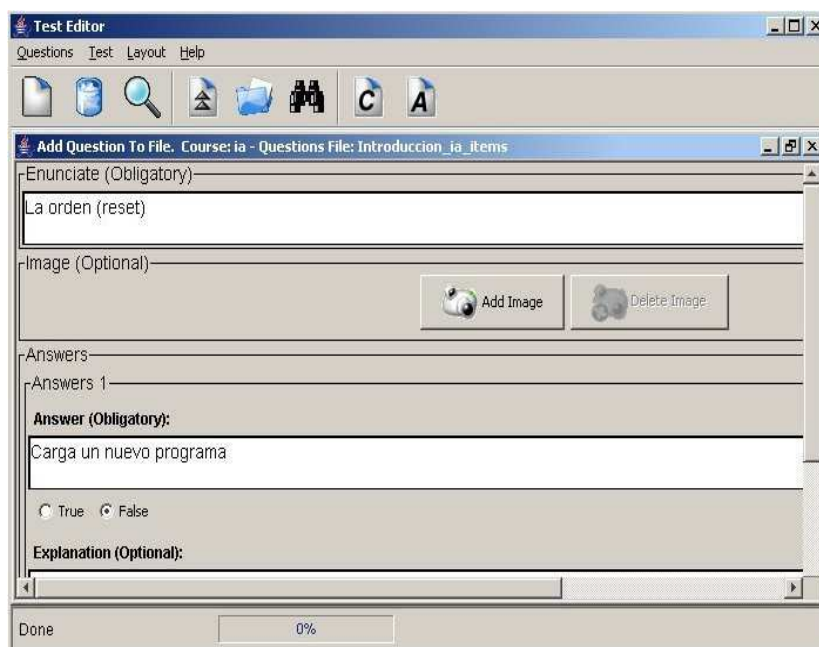 Test Editor
Questions Test Layout Help
C A
Add Question To File. Course: ia - Questions File: Introduccion_ia_items
Enunciate (Obligatory)
La orden (reset)
Image (Optional)
Add Image Delete Image
Answers
Answers 1
Answer (Obligatory):
Carga un nuevo programa
True False
Explanation (Optional):
Done 0%